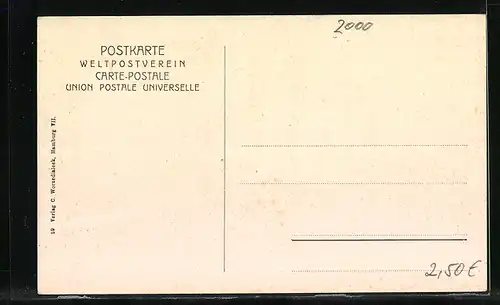 2000
POSTKARTE
WELTPOSTVEREIN
CARTE-POSTALE
UNION POSTALE UNIVERSELLE
19 Verlag C. Worzedialeck, Hamburg VII.
2,50 €